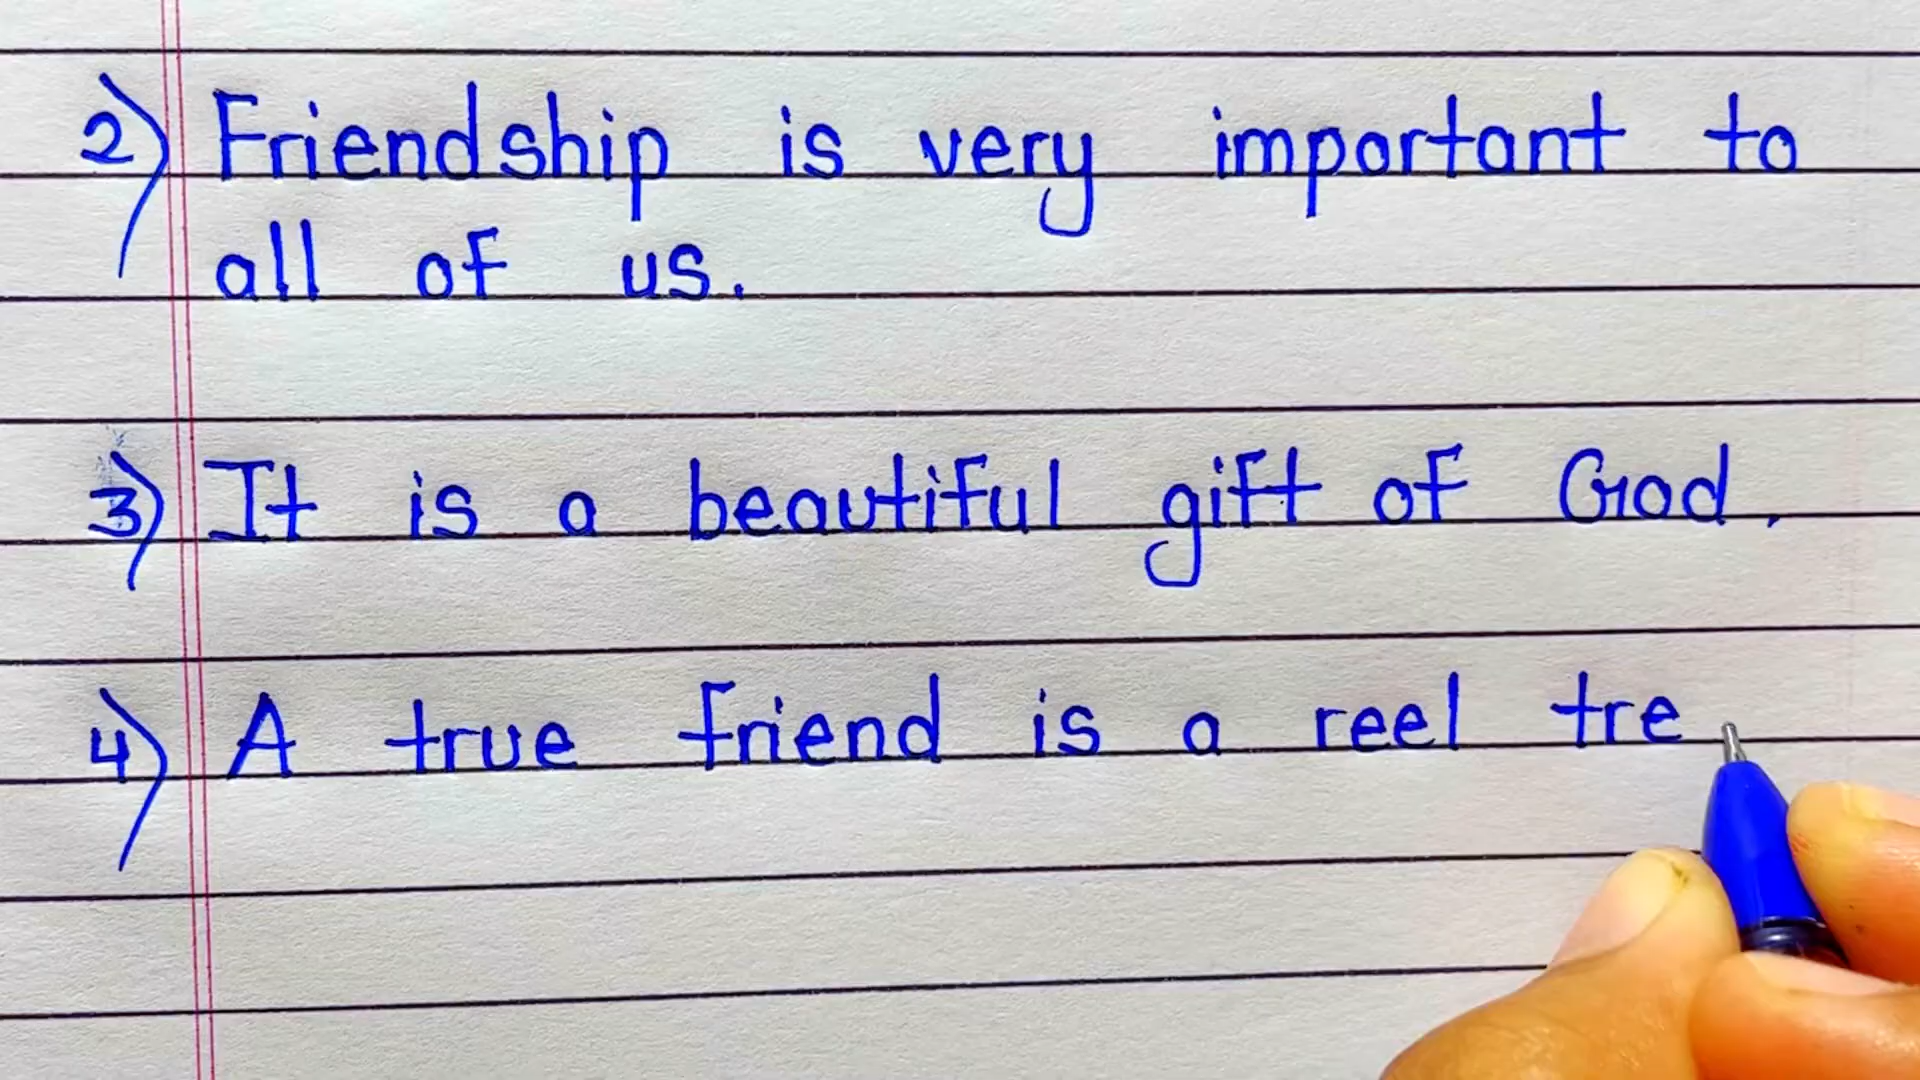 2) Friendship is very important to
all of us.
3) It is a beautiful gift of God.
4) A true friend is a reel tre